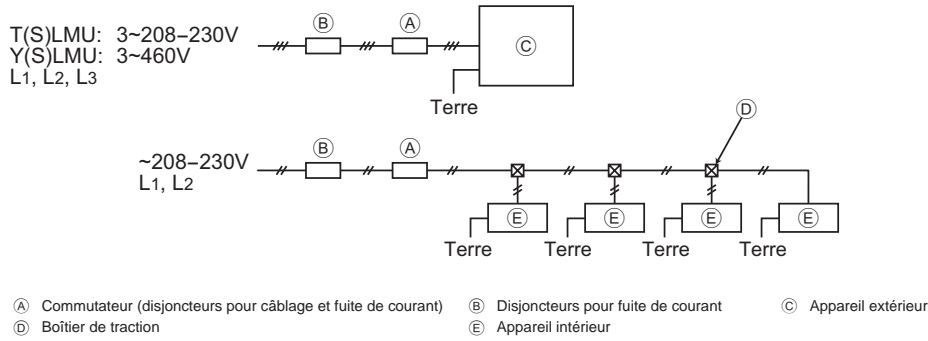 T(S)LMU: 3~208–230V
Y(S)LMU: 3~460V
L1, L2, L3
Ⓑ Ⓐ Ⓒ
Terre
Ⓓ
~208–230V
L1, L2
Ⓑ Ⓐ
Ⓔ Ⓔ Ⓔ Ⓔ
Terre Terre Terre Terre
Ⓐ Commutateur (disjoncteurs pour câblage et fuite de courant) Ⓑ Disjoncteurs pour fuite de courant Ⓒ Appareil extérieur
Ⓓ Boîtier de traction Ⓔ Appareil intérieur